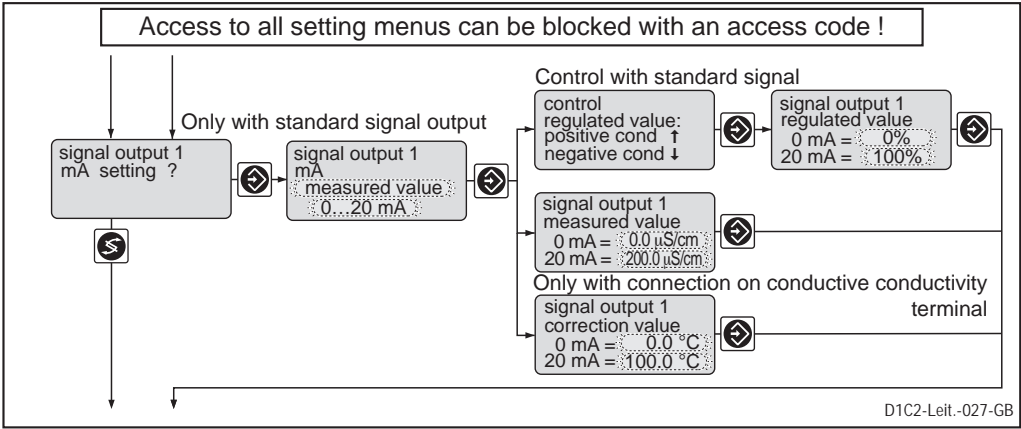 Access to all setting menus can be blocked with an access code !
Control with standard signal
Only with standard signal output
signal output 1
mA setting ?
signal output 1
mA
measured value
0...20 mA
control
regulated value:
positive cond ↑
negative cond ↓
signal output 1
regulated value
0 mA = 0%
20 mA = 100%
signal output 1
measured value
0 mA = 0.0 µS/cm
20 mA = 200.0 µS/cm
Only with connection on conductive conductivity
terminal
signal output 1
correction value
0 mA = 0.0 °C
20 mA = 100.0 °C
D1C2-Leit.-027-GB